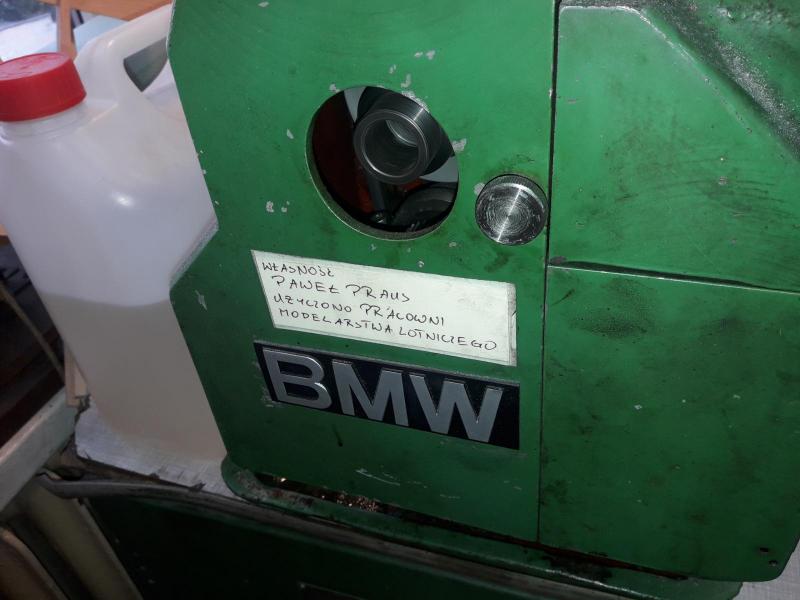 WŁASNOŚĆ
PAWEŁ PRAUS
UŻYCZONO PRACOWNI
MODELARSTWA LOTNICZEGO
BMW